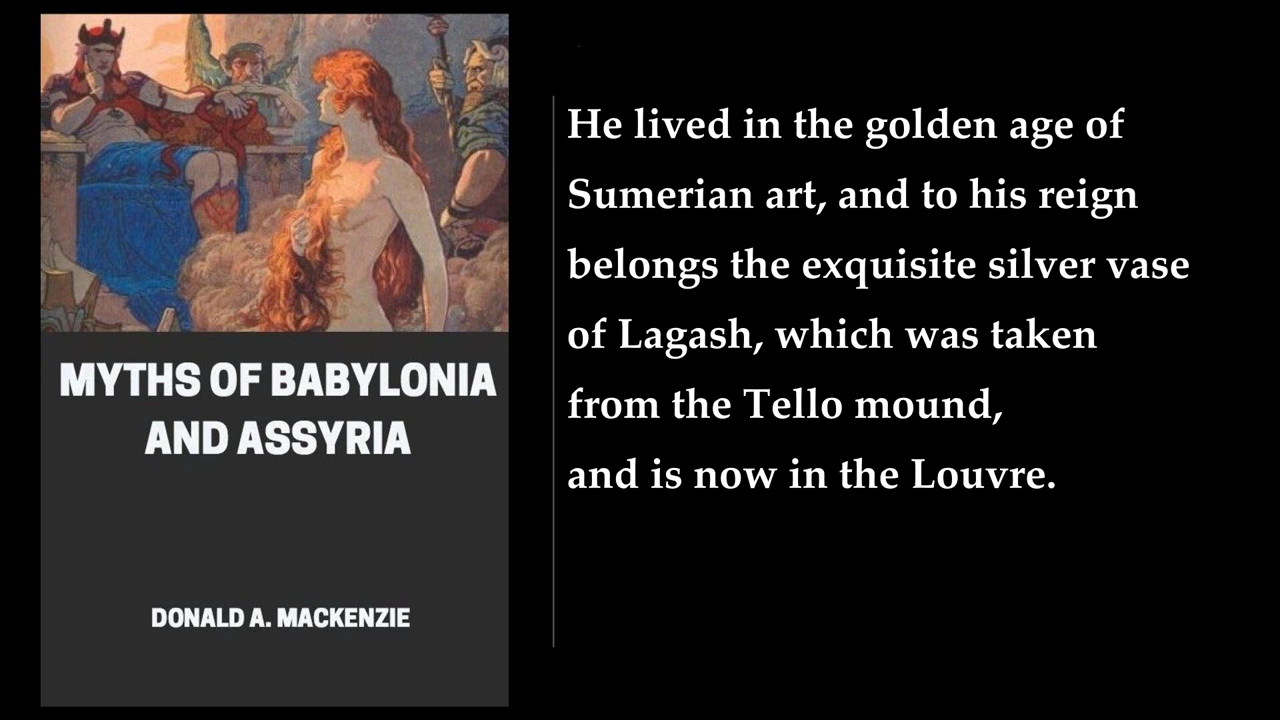 MYTHS OF BABYLONIA
AND ASSYRIA
DONALD A. MACKENZIE
He lived in the golden age of
Sumerian art, and to his reign
belongs the exquisite silver vase
of Lagash, which was taken
from the Tello mound,
and is now in the Louvre.